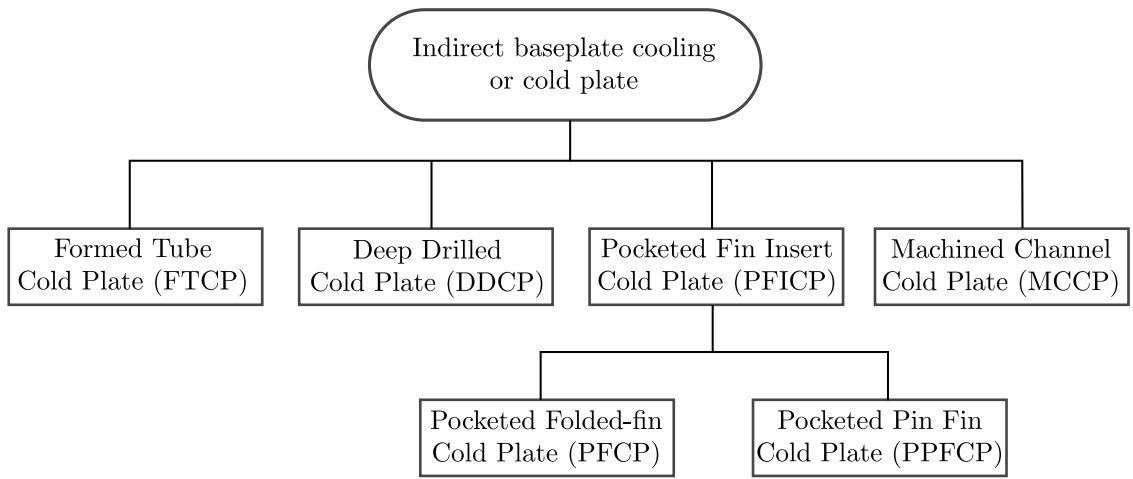 Indirect baseplate cooling
or cold plate
Formed Tube
Cold Plate (FTCP)
Deep Drilled
Cold Plate (DDCP)
Pocketed Fin Insert
Cold Plate (PFICP)
Machined Channel
Cold Plate (MCCP)
Pocketed Folded-fin
Cold Plate (PFCP)
Pocketed Pin Fin
Cold Plate (PPFCP)